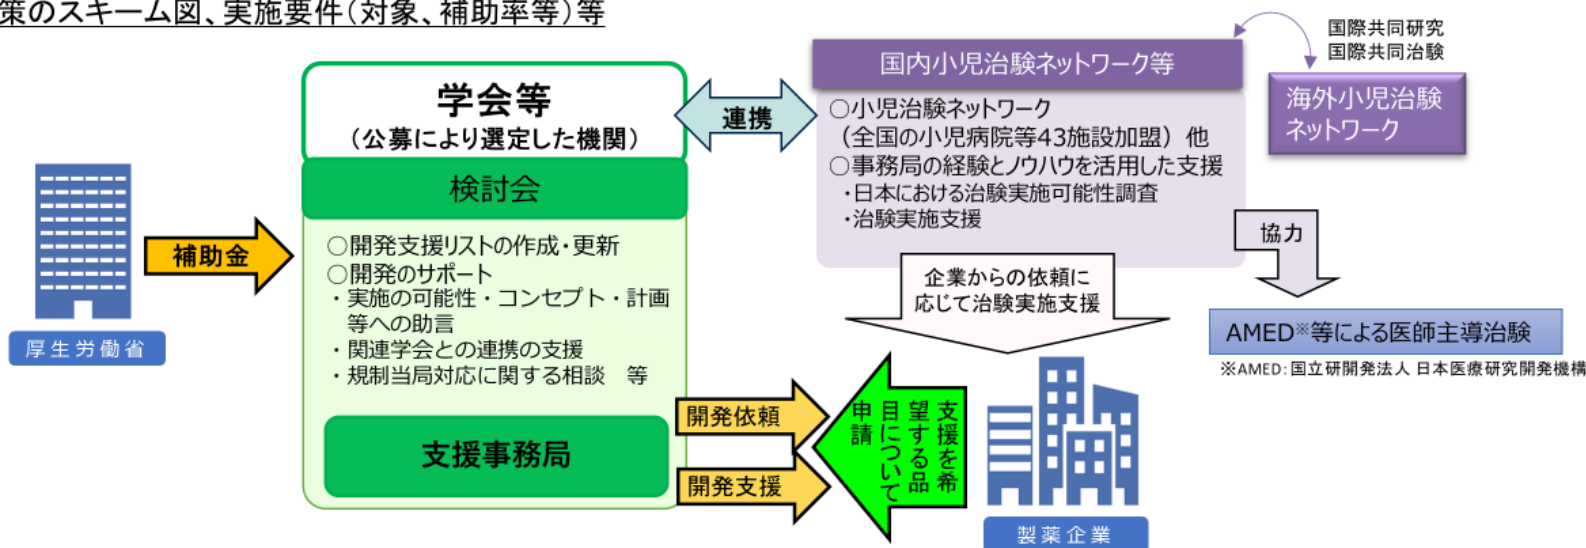 策のスキーム図、実施要件（対象、補助率等）等
学会等
（公募により選定した機関）
検討会
○開発支援リストの作成・更新
○開発のサポート
・実施の可能性・コンセプト・計画
等への助言
・関連学会との連携の支援
・規制当局対応に関する相談　等
支援事務局
厚生労働省
補助金
連携
国内小児治験ネットワーク等
○小児治験ネットワーク
（全国の小児病院等43施設加盟）他
○事務局の経験とノウハウを活用した支援
・日本における治験実施可能性調査
・治験実施支援
国際共同研究
国際共同治験
海外小児治験
ネットワーク
協力
企業からの依頼に
応じて治験実施支援
AMED※等による医師主導治験
※AMED：国立研開発法人 日本医療研究開発機構
開発依頼
開発支援
支援を希
望する品
目について
申請
製薬企業